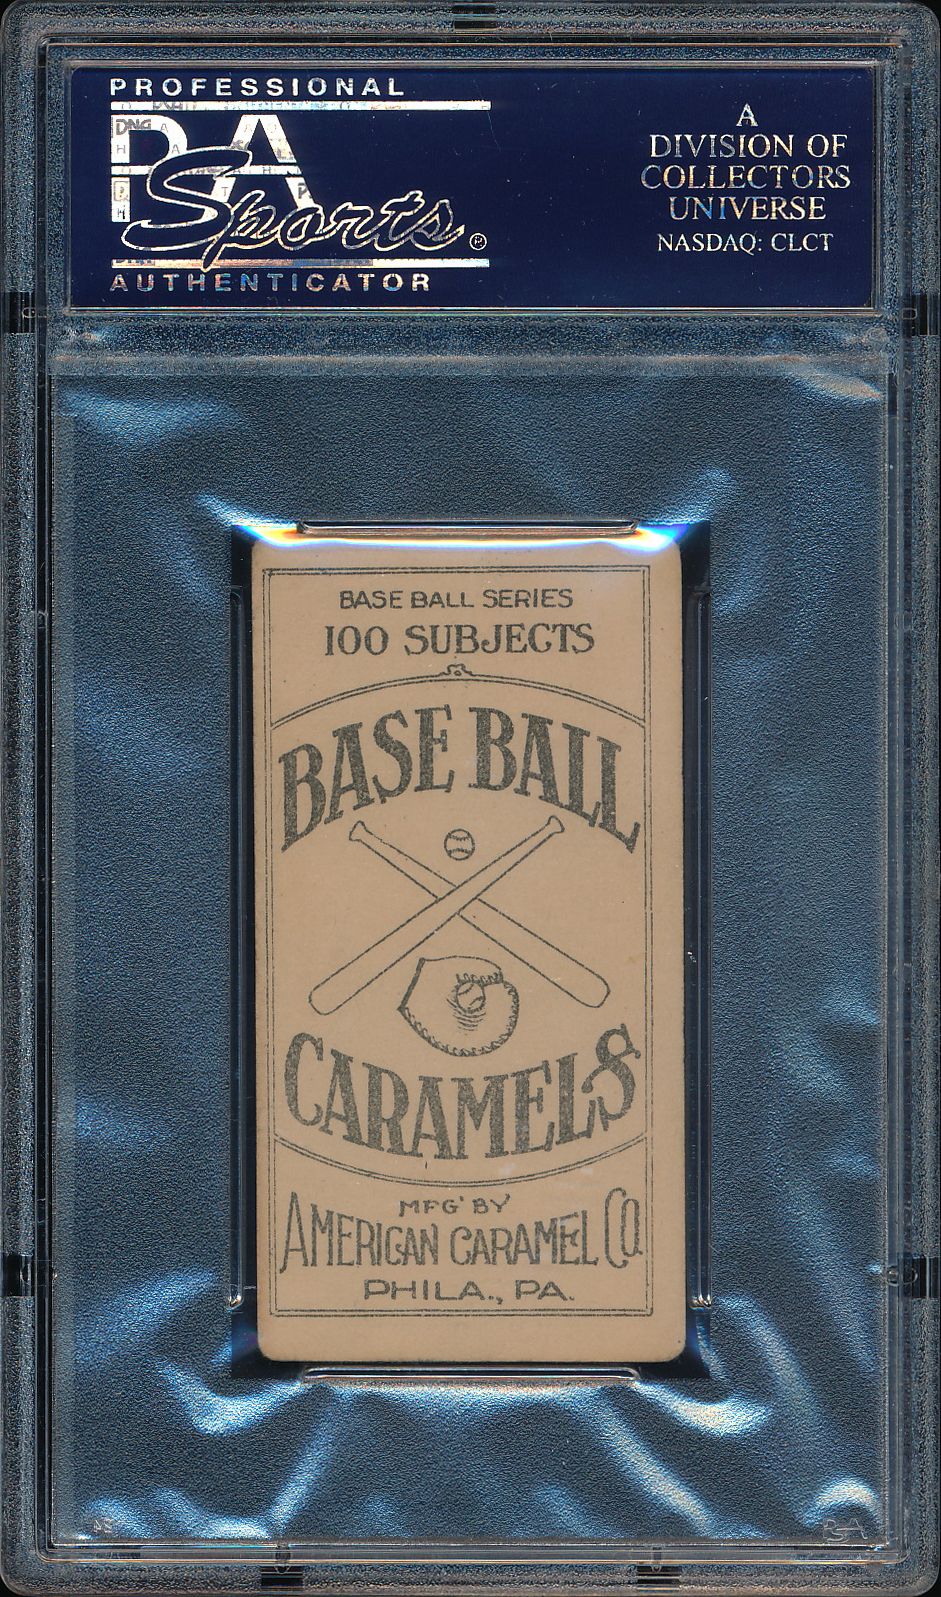 PROFESSIONAL
PSA
Sports®
AUTHENTICATOR
A
DIVISION OF
COLLECTORS
UNIVERSE
NASDAQ: CLCT
BASE BALL SERIES
100 SUBJECTS
BASE BALL
CARAMELS
MFG' BY
AMERICAN CARAMEL CO.
PHILA., PA.
PSA